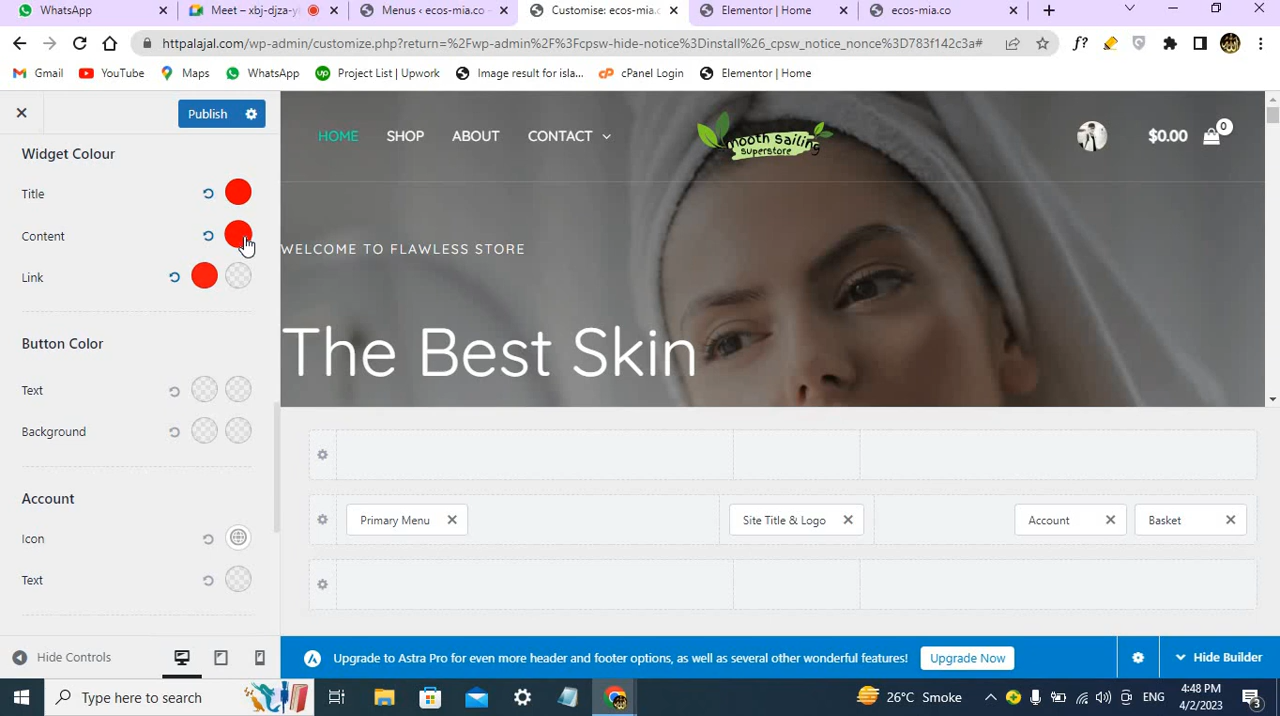 WhatsApp
Meet – xbj-djza-yi
Menus ‹ ecos-mia.co –
Customise: ecos-mia.c
Elementor | Home
ecos-mia.co
httpalajal.com/wp-admin/customize.php?return=%2Fwp-admin%2F%3Fcpsw-hide-notice%3Dinstall%26_cpsw_notice_nonce%3D783f142c3a#
f?
Gmail
YouTube
Maps
WhatsApp
Project List | Upwork
Image result for isla...
cPanel Login
Elementor | Home
Publish
Widget Colour
Title
Content
Link
Button Color
Text
Background
Account
Icon
Text
Hide Controls
HOME
SHOP
ABOUT
CONTACT
mooth sailing
superstore
$0.00
0
WELCOME TO FLAWLESS STORE
The Best Skin
Primary Menu
Site Title & Logo
Account
Basket
Upgrade to Astra Pro for even more header and footer options, as well as several other wonderful features!
Upgrade Now
Hide Builder
Type here to search
26°C Smoke
ENG
4:48 PM
4/2/2023
3